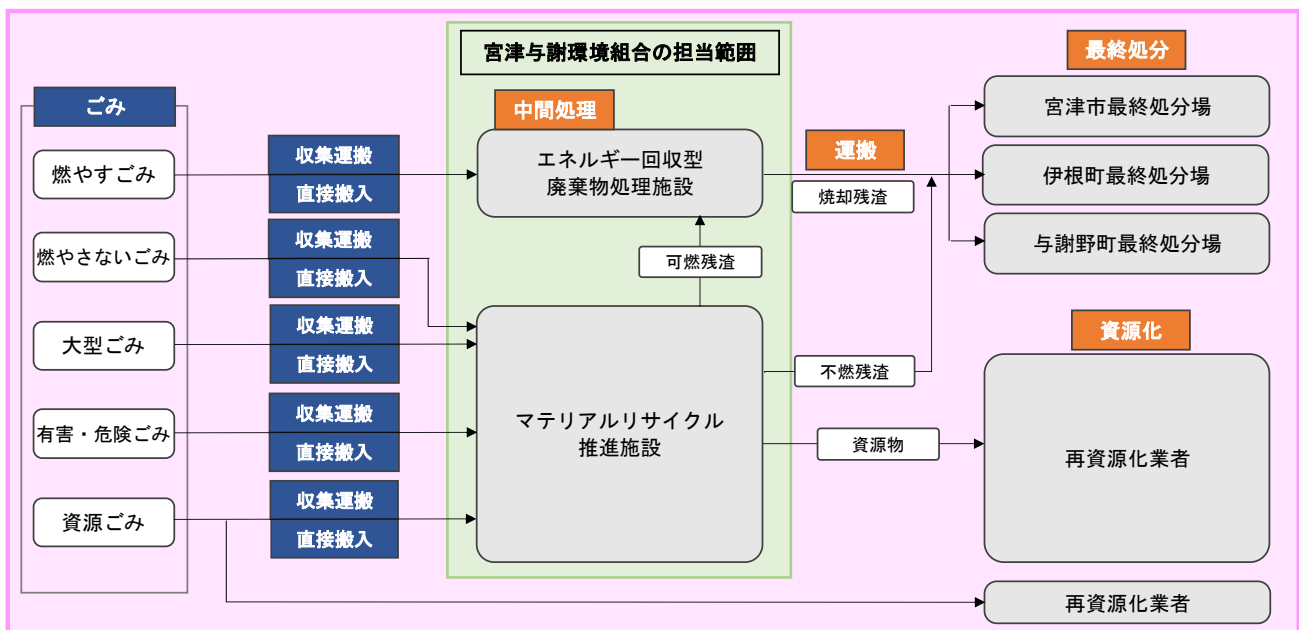 宮津与謝環境組合の担当範囲
最終処分
ごみ
中間処理
宮津市最終処分場
燃やすごみ
収集運搬
直接搬入
エネルギー回収型
廃棄物処理施設
運搬
焼却残渣
伊根町最終処分場
燃やさないごみ
収集運搬
直接搬入
可燃残渣
与謝野町最終処分場
大型ごみ
収集運搬
直接搬入
不燃残渣
資源化
有害・危険ごみ
収集運搬
直接搬入
マテリアルリサイクル
推進施設
資源物
再資源化業者
資源ごみ
収集運搬
直接搬入
再資源化業者